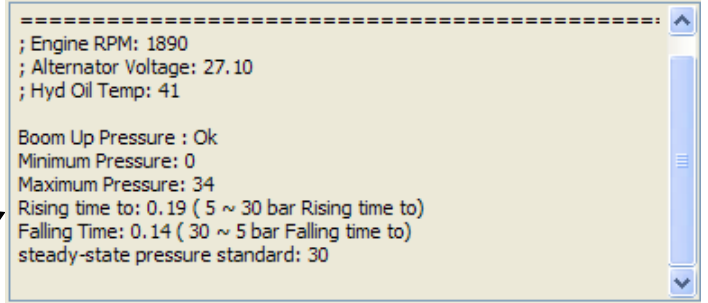 ==============================================
; Engine RPM: 1890
; Alternator Voltage: 27.10
; Hyd Oil Temp: 41
Boom Up Pressure : Ok
Minimum Pressure: 0
Maximum Pressure: 34
Rising time to: 0.19 ( 5 ~ 30 bar Rising time to)
Falling Time: 0.14 ( 30 ~ 5 bar Falling time to)
steady-state pressure standard: 30